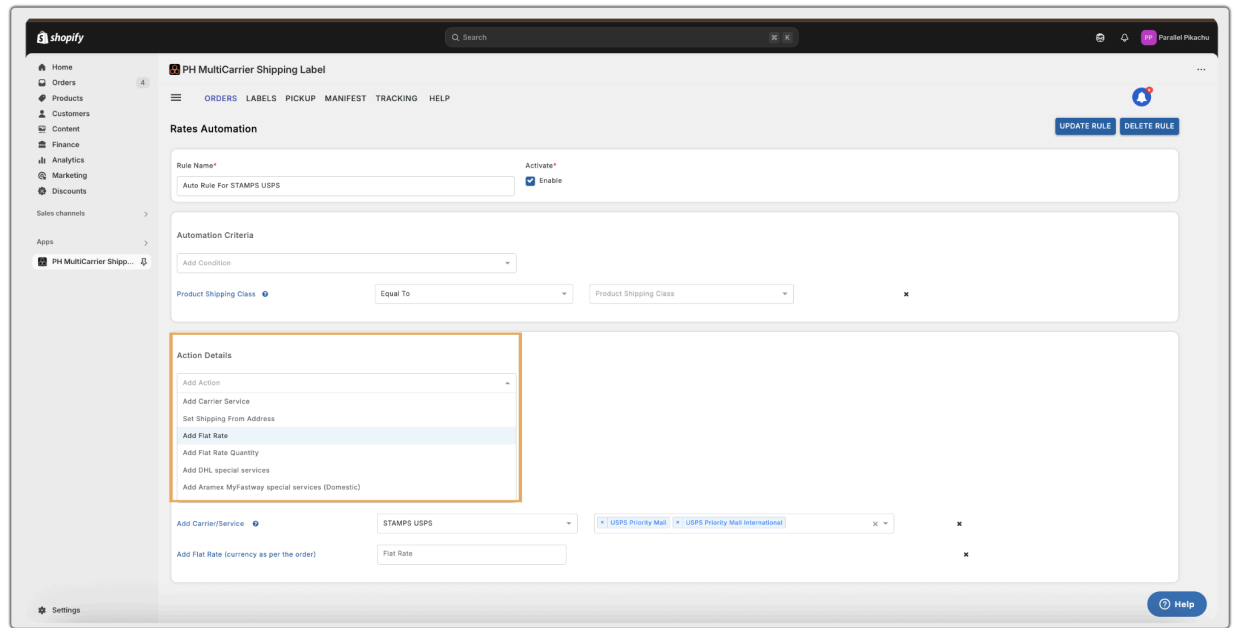 shopify
Search
⌘ K
PP Parallel Pikachu
Home
Orders 4
Products
Customers
Content
Finance
Analytics
Marketing
Discounts
Sales channels
Apps
PH MultiCarrier Shipp...
Settings
PH MultiCarrier Shipping Label
ORDERS LABELS PICKUP MANIFEST TRACKING HELP
Rates Automation
UPDATE RULE DELETE RULE
Rule Name* Activate*
Auto Rule For STAMPS USPS Enable
Automation Criteria
Add Condition
Product Shipping Class ? Equal To Product Shipping Class ×
Action Details
Add Action
Add Carrier Service
Set Shipping From Address
Add Flat Rate
Add Flat Rate Quantity
Add DHL special services
Add Aramex MyFastway special services (Domestic)
Add Carrier/Service ? STAMPS USPS × USPS Priority Mail × USPS Priority Mail International × ×
Add Flat Rate (currency as per the order) Flat Rate ×
? Help